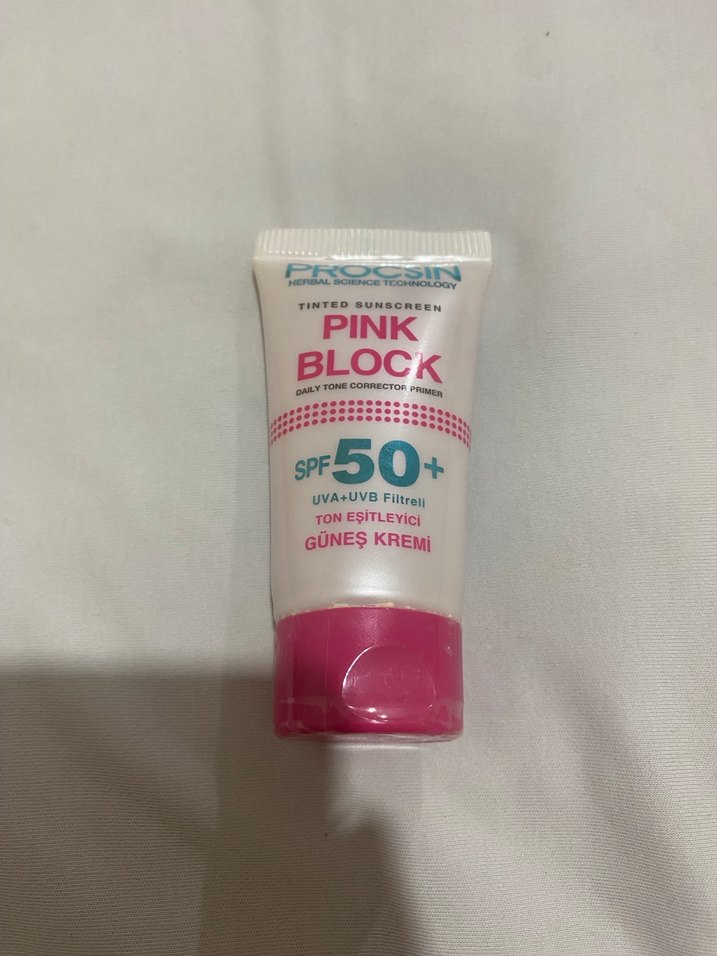 PROCSIN
HERBAL SCIENCE TECHNOLOGY
TINTED SUNSCREEN
PINK
BLOCK
DAILY TONE CORRECTOR PRIMER
SPF50+
UVA+UVB Filtreli
TON EŞİTLEYİCİ
GÜNEŞ KREMİ